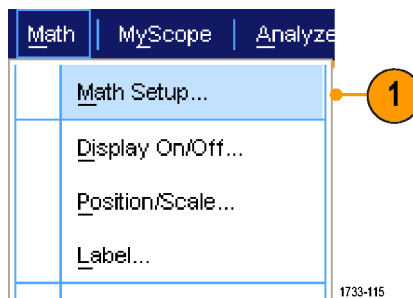 Math MyScope Analyze
Math Setup... 1
Display On/Off...
Position/Scale...
Label...
1733-115